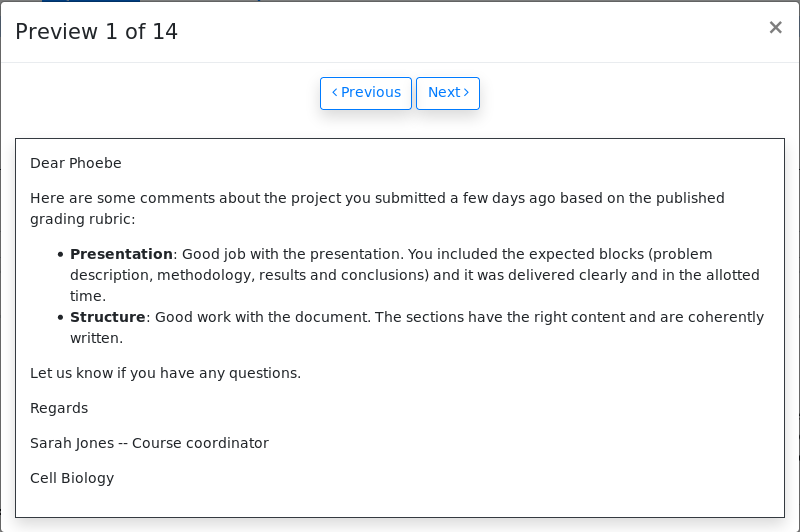 Preview 1 of 14
×
‹ Previous Next ›
Dear Phoebe
Here are some comments about the project you submitted a few days ago based on the published
grading rubric:
• Presentation: Good job with the presentation. You included the expected blocks (problem
description, methodology, results and conclusions) and it was delivered clearly and in the allotted
time.
• Structure: Good work with the document. The sections have the right content and are coherently
written.
Let us know if you have any questions.
Regards
Sarah Jones -- Course coordinator
Cell Biology